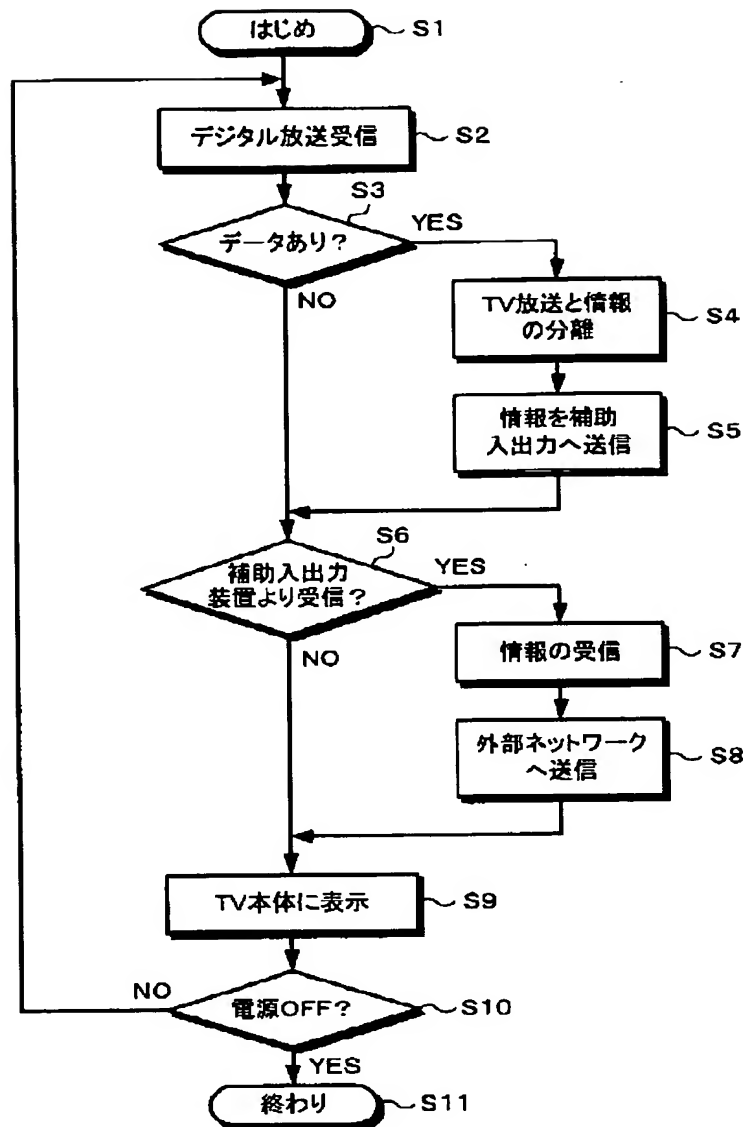 はじめ
S1
デジタル放送受信
S2
S3
データあり？
YES
NO
TV放送と情報
の分離
S4
情報を補助
入出力へ送信
S5
S6
補助入出力
装置より受信？
YES
NO
情報の受信
S7
外部ネットワーク
へ送信
S8
TV本体に表示
S9
NO
電源OFF？
S10
YES
終わり
S11